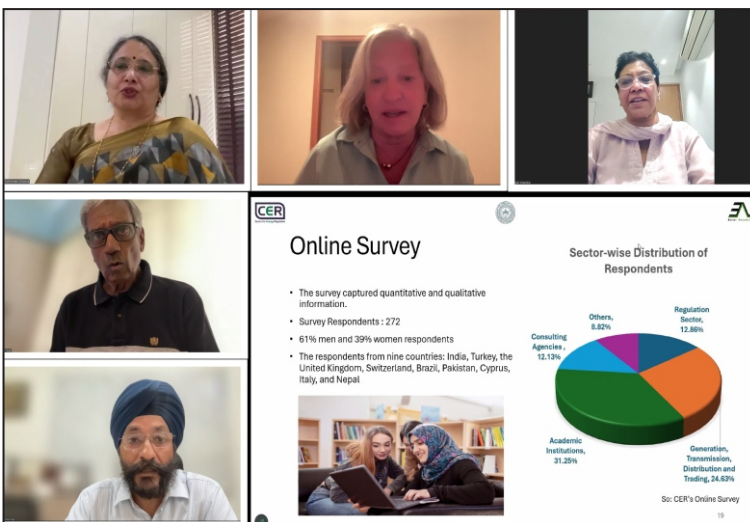 CER
Online Survey
• The survey captured quantitative and qualitative
information.
• Survey Respondents : 272
• 61% men and 39% women respondents
• The respondents from nine countries: India, Turkey, the
United Kingdom, Switzerland, Brazil, Pakistan, Cyprus,
Italy, and Nepal
Sector-wise Distribution of
Respondents
Regulation
Sector,
12.86%
Others,
8.82%
Consulting
Agencies ,
12.13%
Academic
Institutions,
31.25%
Generation,
Transmission,
Distribution and
Trading, 24.63%
So: CER's Online Survey
19